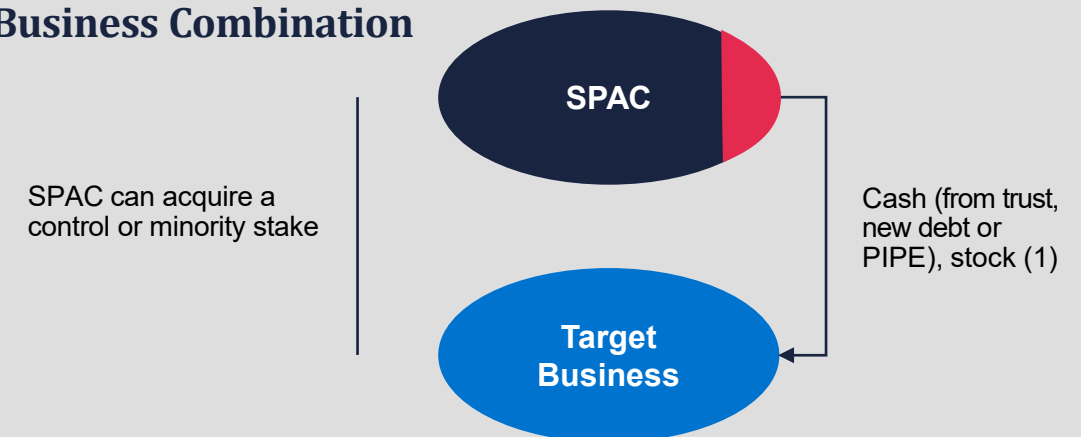 Business Combination
SPAC
SPAC can acquire a
control or minority stake
Cash (from trust,
new debt or
PIPE), stock (1)
Target
Business